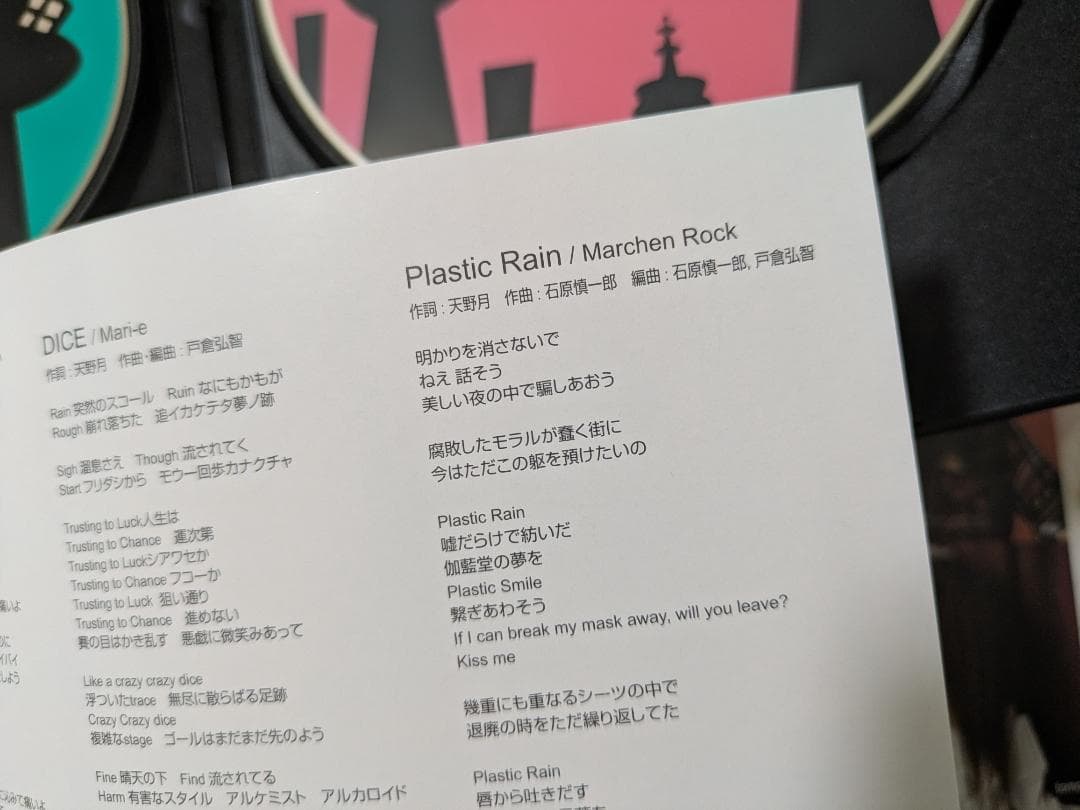 DICE / Mari-e
作詞 : 天野月 作曲・編曲 : 戸倉弘智
Rain 突然のスコール Ruin なにもかもが
Rough 崩れ落ちた 追イカケテタ夢ノ跡
Sigh 溜息さえ Though 流されてく
Start フリダシから モウ一回歩カナクチャ
Trusting to Luck人生は
Trusting to Chance 運次第
Trusting to Luckシアワセか
Trusting to Chance フコーか
Trusting to Luck 狙い通り
Trusting to Chance 進めない
賽の目はかき乱す 悪戯に微笑みあって
Like a crazy crazy dice
浮ついたtrace 無尽に散らばる足跡
Crazy Crazy dice
複雑なstage ゴールはまだまだ先のよう
Fine 晴天の下 Find 流されてる
Harm 有害なスタイル アルケミスト アルカロイド
Plastic Rain / Marchen Rock
作詞 : 天野月 作曲 : 石原慎一郎 編曲 : 石原慎一郎, 戸倉弘智
明かりを消さないで
ねえ 話そう
美しい夜の中で騙しあおう
腐敗したモラルが蠢く街に
今はただこの躯を預けたいの
Plastic Rain
嘘だらけで紡いだ
伽藍堂の夢を
Plastic Smile
繋ぎあわそう
If I can break my mask away, will you leave?
Kiss me
幾重にも重なるシーツの中で
退廃の時をただ繰り返してた
Plastic Rain
唇から吐きだす